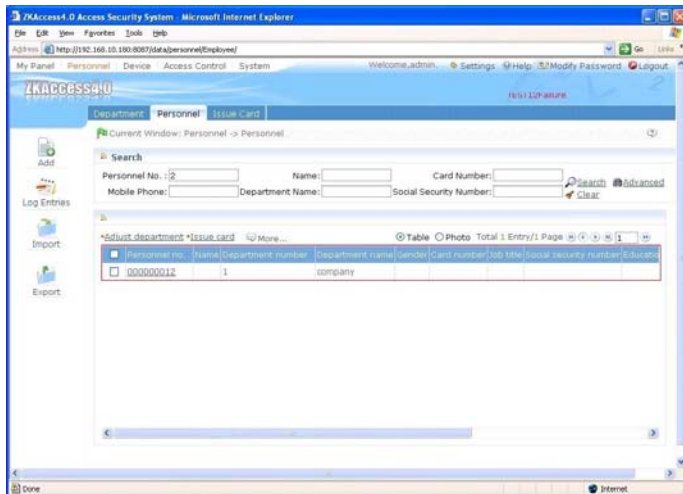 ZKAccess4.0 Access Security System - Microsoft Internet Explorer
File Edit View Favorites Tools Help
Address http://192.168.10.180:8087/data/personnel/Employee/ Go Links
My Panel Personnel Device Access Control System Welcome,admin. Settings Help Modify Password Logout
ZKAccess4.0
Department Personnel Issue Card
Current Window: Personnel -> Personnel
Add
Log Entries
Import
Export
Search
Personnel No. : 2 Name: Card Number: Search Advanced
Mobile Phone: Department Name: Social Security Number: Clear
Adjust department Issue card More... Table Photo Total 1 Entry/1 Page 1
Personnel no. Name Department number Department name Gender Card number Job title Social security number Educatio
000000012 1 company
Done Internet